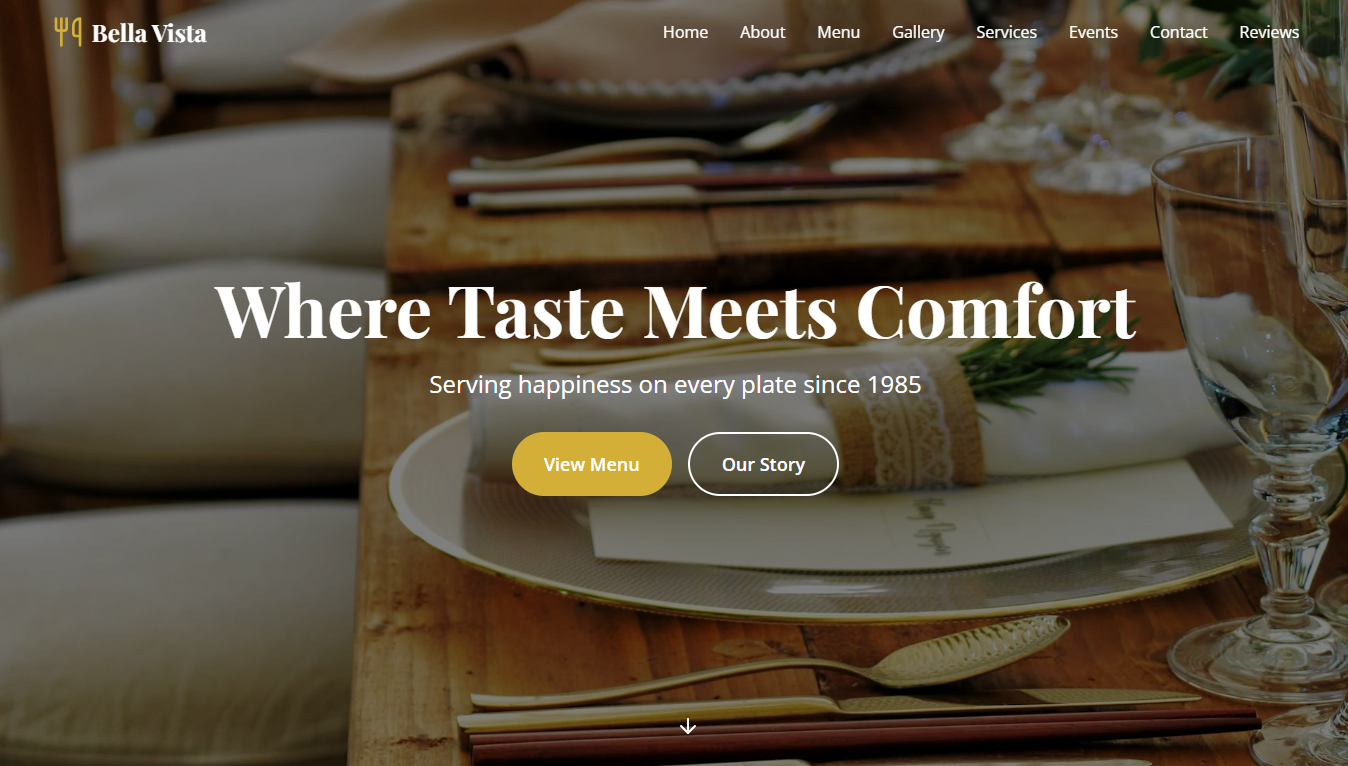 Bella Vista
Home About Menu Gallery Services Events Contact Reviews
Where Taste Meets Comfort
Serving happiness on every plate since 1985
View Menu
Our Story